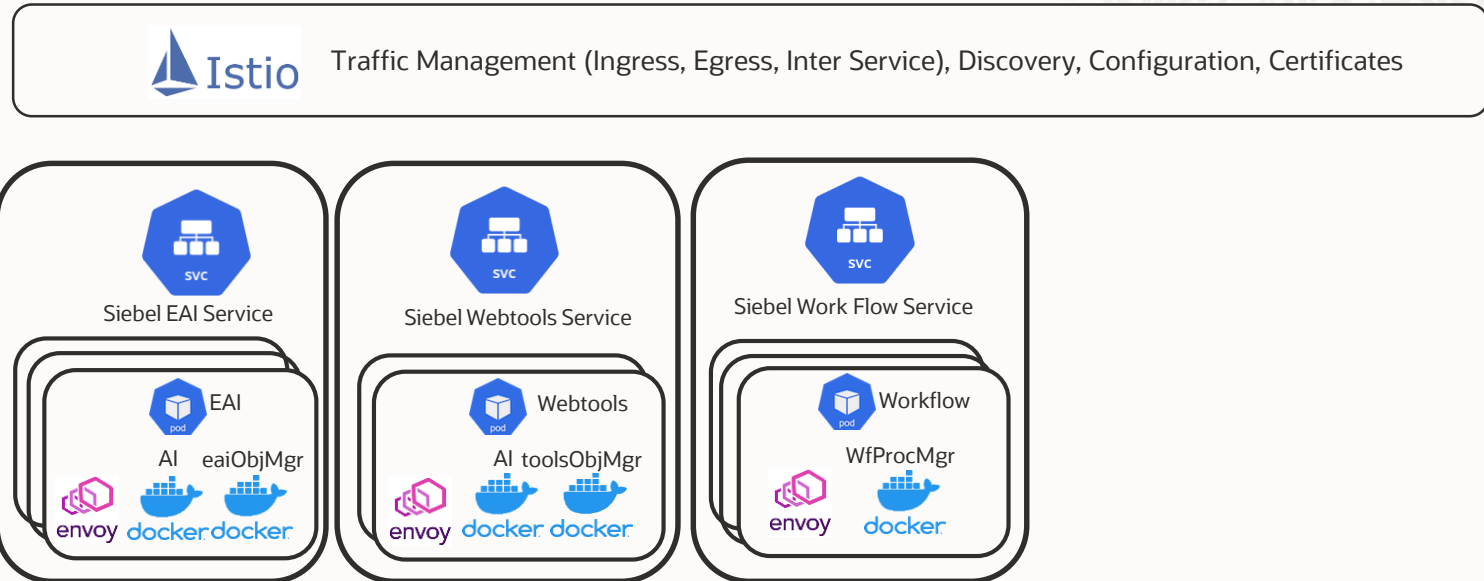 Istio
Traffic Management (Ingress, Egress, Inter Service), Discovery, Configuration, Certificates
svc
Siebel EAI Service
pod
EAI
AI eaiObjMgr
envoy docker docker
svc
Siebel Webtools Service
pod
Webtools
AI toolsObjMgr
envoy docker docker
svc
Siebel Work Flow Service
pod
Workflow
WfProcMgr
envoy docker